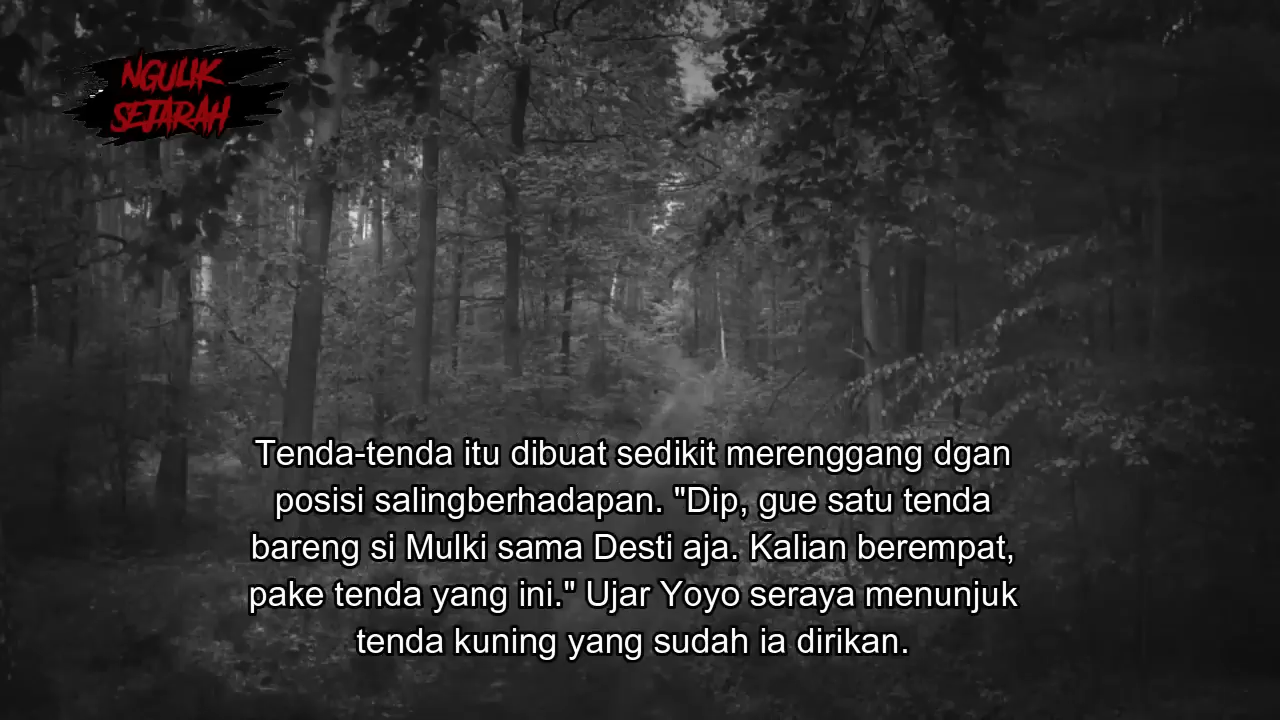 NGULIK
SEJARAH
Tenda-tenda itu dibuat sedikit merenggang dgan
posisi salingberhadapan. "Dip, gue satu tenda
bareng si Mulki sama Desti aja. Kalian berempat,
pake tenda yang ini." Ujar Yoyo seraya menunjuk
tenda kuning yang sudah ia dirikan.